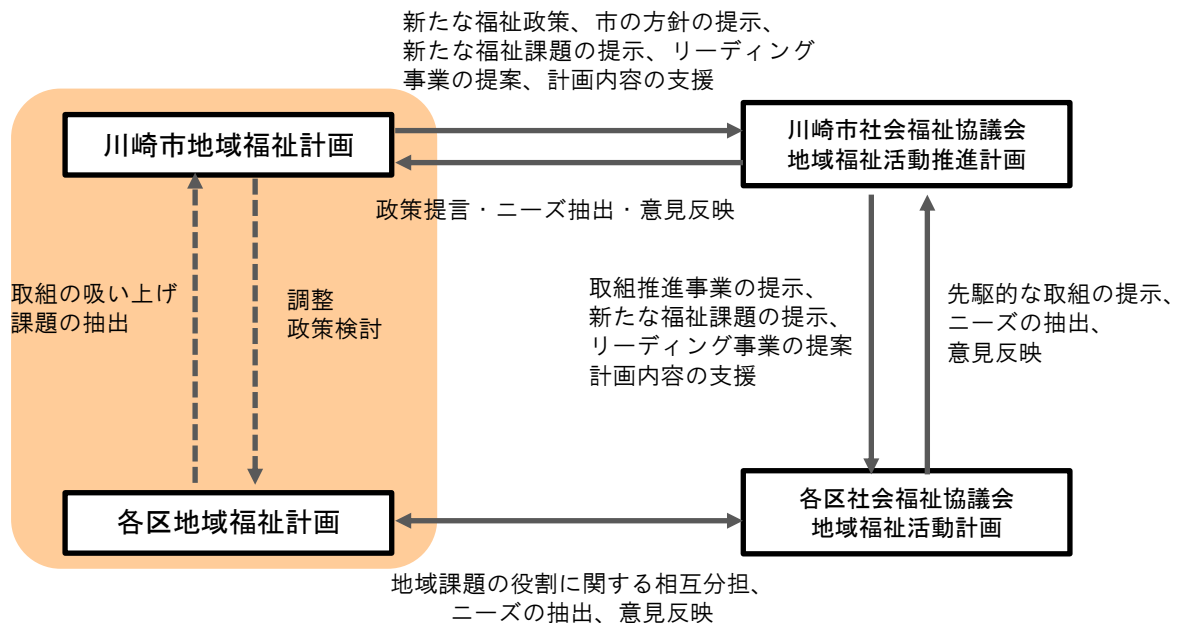 新たな福祉政策、市の方針の提示、
新たな福祉課題の提示、リーディング
事業の提案、計画内容の支援
川崎市地域福祉計画
川崎市社会福祉協議会
地域福祉活動推進計画
政策提言・ニーズ抽出・意見反映
取組の吸い上げ
課題の抽出
調整
政策検討
取組推進事業の提示、
新たな福祉課題の提示、
リーディング事業の提案
計画内容の支援
先駆的な取組の提示、
ニーズの抽出、
意見反映
各区地域福祉計画
各区社会福祉協議会
地域福祉活動計画
地域課題の役割に関する相互分担、
ニーズの抽出、意見反映